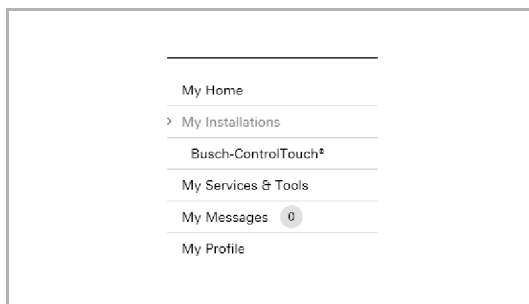 My Home
> My Installations
Busch-ControlTouch®
My Services & Tools
My Messages 0
My Profile